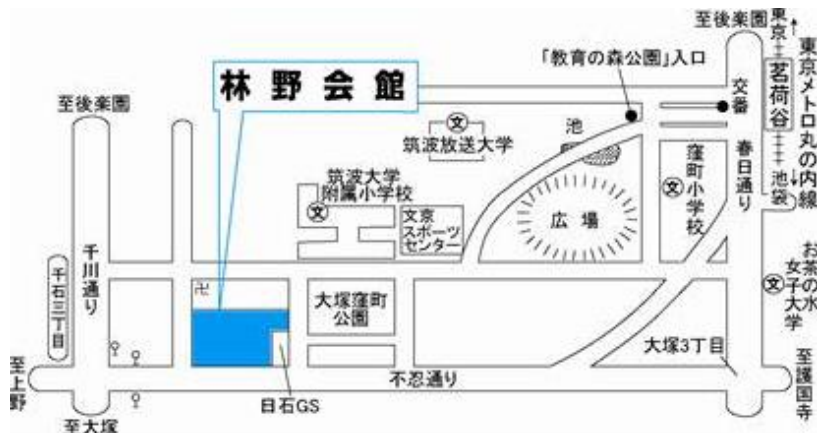 至後楽園
東京
東京メトロ丸の内線
茗荷谷
池袋
「教育の森公園」入口
交番
林野会館
至後楽園
文
筑波放送大学
池
春日通り
窪町小学校
文
筑波大学
附属小学校
文
文京
スポーツ
センター
広場
千川通り
千石三丁目
卍
大塚窪町
公園
お茶の水
女子大学
文
大塚3丁目
至上野
不忍通り
至護国寺
日石GS
至大塚